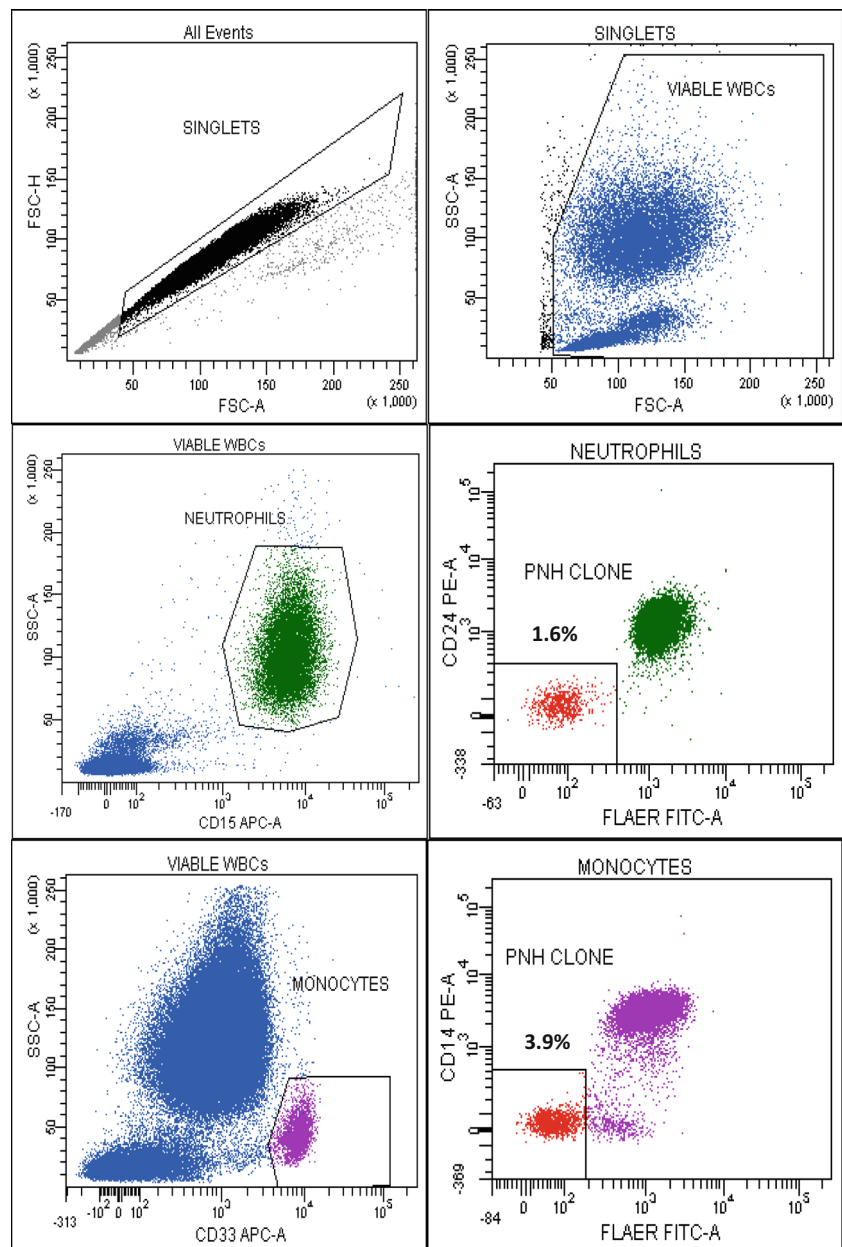 All Events
(x 1,000)
250
200
150
100
50
FSC-H
SINGLETS
50 100 150 200 250
FSC-A
(x 1,000)
SINGLETS
(x 1,000)
250
200
150
100
50
SSC-A
VIABLE WBCs
50 100 150 200 250
FSC-A
(x 1,000)
VIABLE WBCs
(x 1,000)
250
200
150
100
50
SSC-A
NEUTROPHILS
-170 0 10² 10³ 10⁴ 10⁵
CD15 APC-A
NEUTROPHILS
10⁵
10⁴
10³
0
-338
CD24 PE-A
PNH CLONE
1.6%
-63 0 10² 10³ 10⁴ 10⁵
FLAER FITC-A
VIABLE WBCs
(x 1,000)
250
200
150
100
50
SSC-A
MONOCYTES
-313 -10² 0 10² 10³ 10⁴ 10⁵
CD33 APC-A
MONOCYTES
10⁵
10⁴
10³
0
-369
CD14 PE-A
PNH CLONE
3.9%
-84 0 10² 10³ 10⁴ 10⁵
FLAER FITC-A